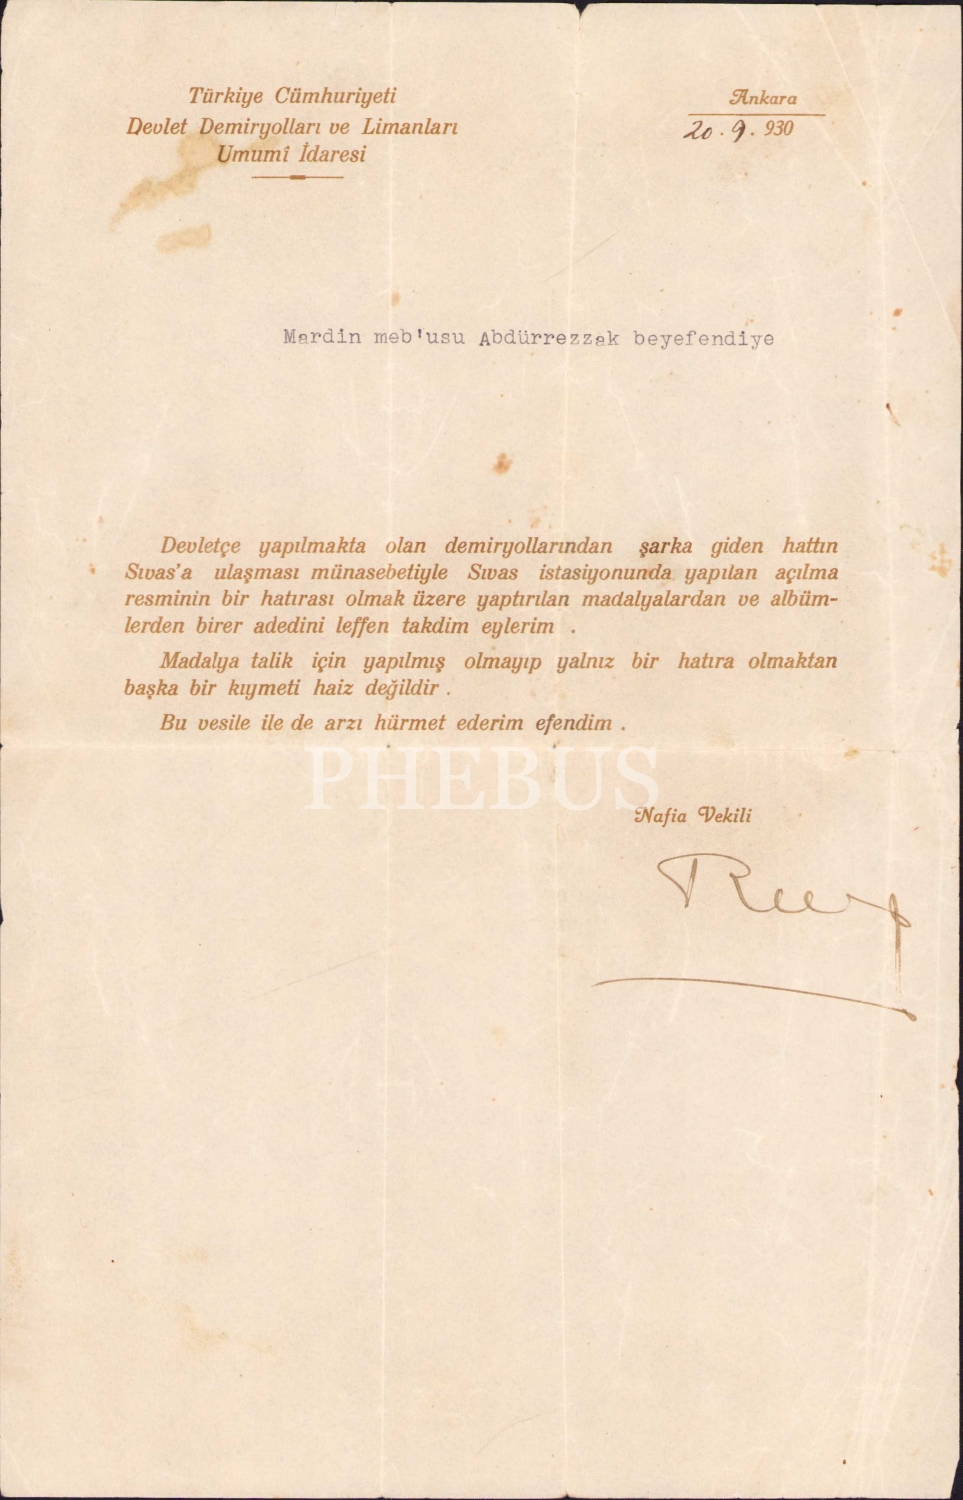 Türkiye Cümhuriyeti
Devlet Demiryolları ve Limanları
Umumî İdaresi
Ankara
20.9.930
Mardin meb'usu Abdürrezzak beyefendiye
Devletçe yapılmakta olan demiryollarından şarka giden hattın
Sıvas'a ulaşması münasebetiyle Sıvas istasiyonunda yapılan açılma
resminin bir hatırası olmak üzere yaptırılan madalyalardan ve albüm-
lerden birer adedini leffen takdim eylerim .
Madalya talik için yapılmış olmayıp yalnız bir hatıra olmaktan
başka bir kıymeti haiz değildir .
Bu vesile ile de arzı hürmet ederim efendim .
PHEBUS
Nafia Vekili